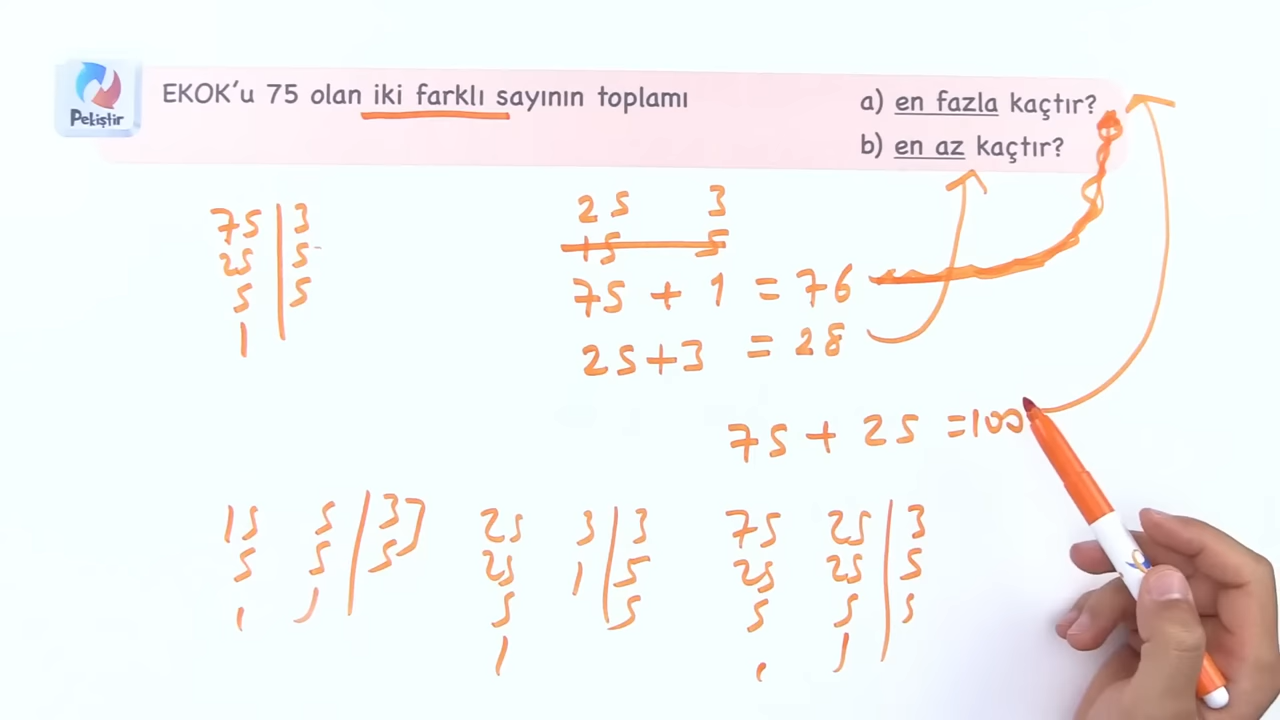 Pekiştir
EKOK'u 75 olan iki farklı sayının toplamı
a) en fazla kaçtır?
b) en az kaçtır?
75 | 3
25 | 5
5 | 5
1
25 3
15 5
75 + 1 = 76
25+3 = 28
75 + 25 =100
15 5 | 3
5 5 | 5
1 1
25 3 | 3
25 1 | 5
5 | 5
1
75 25 | 3
25 25 | 5
5 5 | 5
1 1